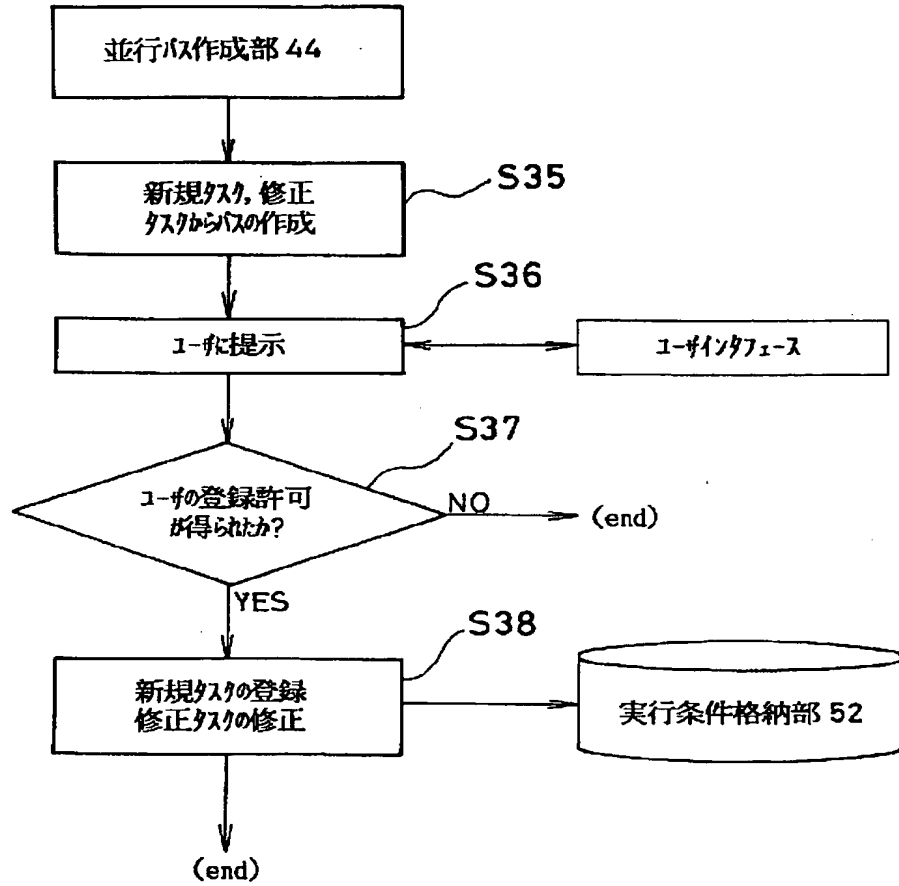 並行パス作成部 44
新規タスク, 修正
タスクからパスの作成
S35
S36
ユーザに提示
ユーザインタフェース
S37
ユーザの登録許可
が得られたか?
NO
(end)
YES
S38
新規タスクの登録
修正タスクの修正
実行条件格納部 52
(end)